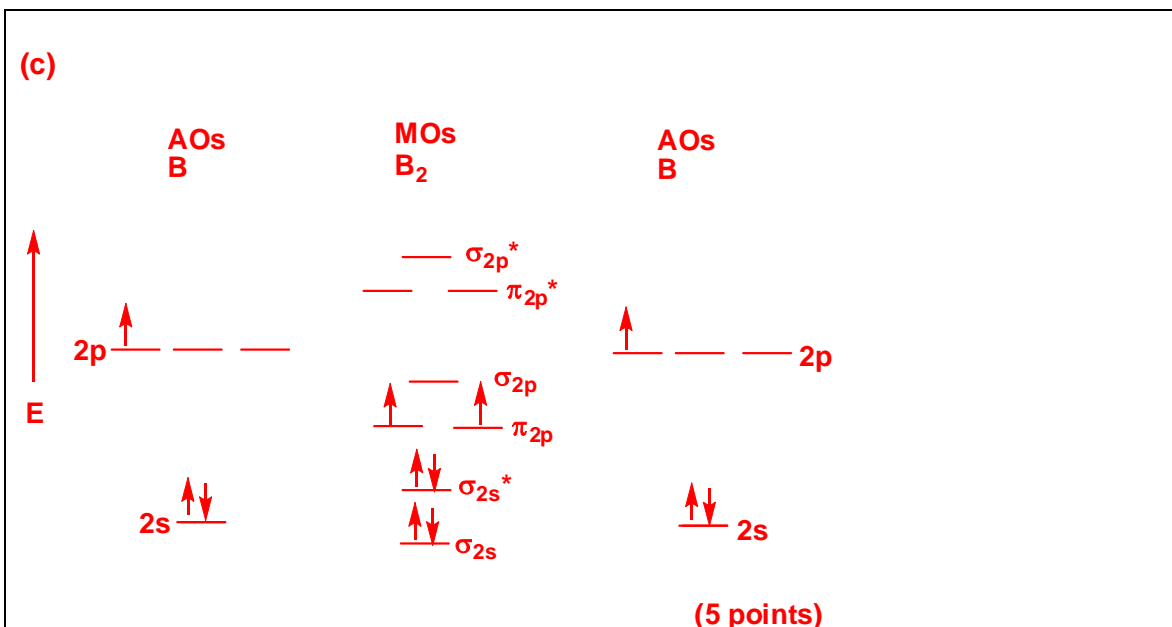 (c)
AOs MOs AOs
B B₂ B
σ₂ₚ*
π₂ₚ*
2p 2p
σ₂ₚ
E
π₂ₚ
σ₂ₛ*
2s 2s
σ₂ₛ
(5 points)